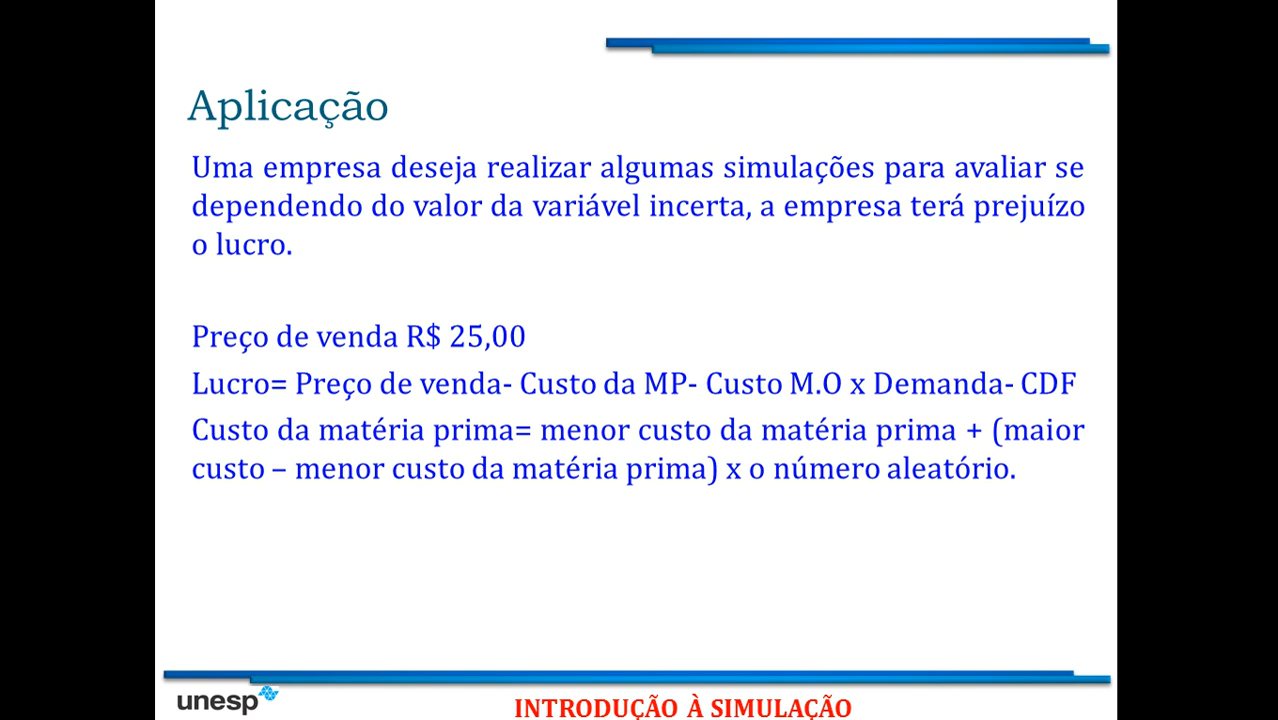 Aplicação
Uma empresa deseja realizar algumas simulações para avaliar se
dependendo do valor da variável incerta, a empresa terá prejuízo
o lucro.
Preço de venda R$ 25,00
Lucro= Preço de venda- Custo da MP- Custo M.O x Demanda- CDF
Custo da matéria prima= menor custo da matéria prima + (maior
custo – menor custo da matéria prima) x o número aleatório.
unesp
INTRODUÇÃO À SIMULAÇÃO